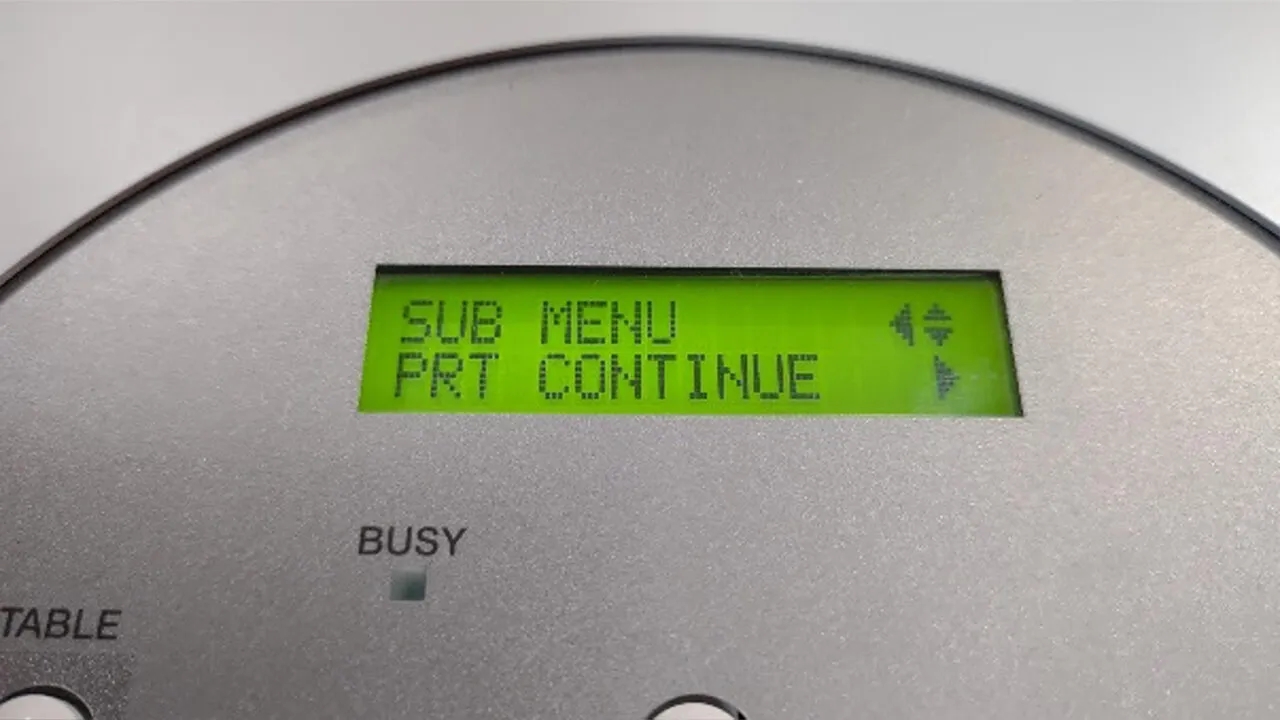 SUB MENU
PRT CONTINUE
BUSY
TABLE